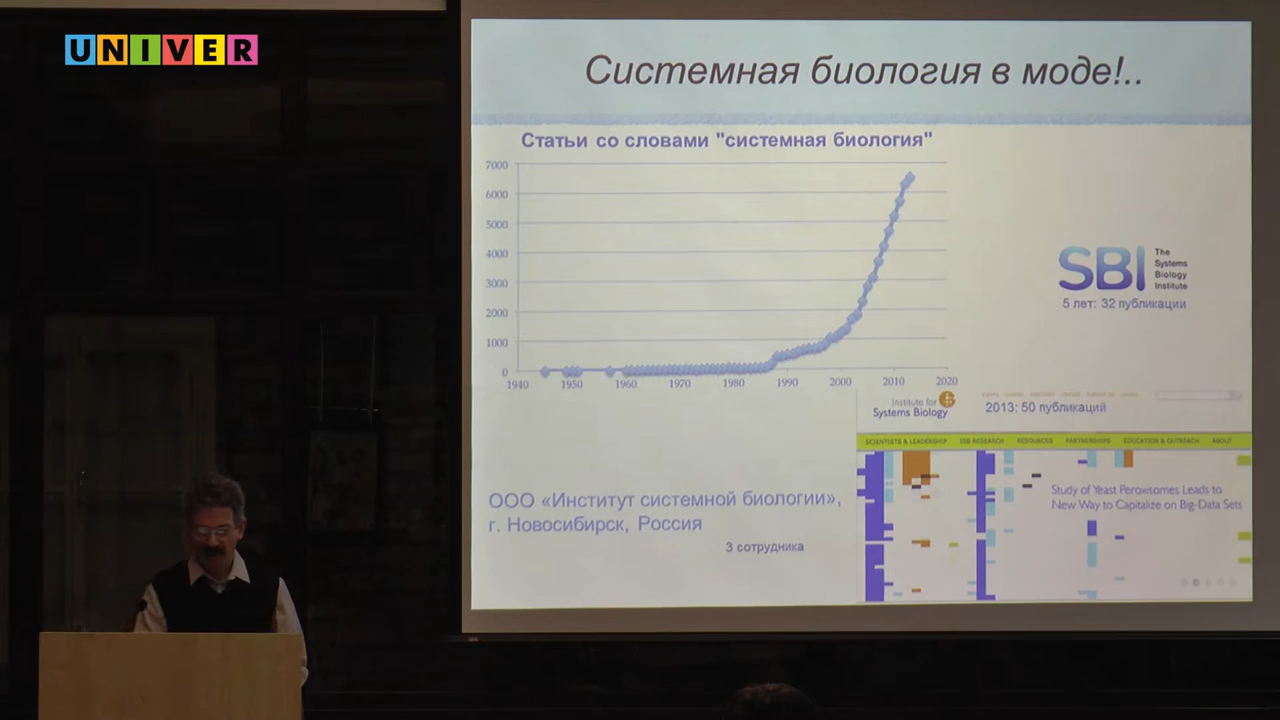 UNIVER
Системная биология в моде!..
Статьи со словами "системная биология"
7000
6000
5000
4000
3000
2000
1000
0
1940 1950 1960 1970 1980 1990 2000 2010 2020
SBI
The
Systems
Biology
Institute
5 лет: 32 публикации
Institute for
Systems Biology
2013: 50 публикаций
SCIENTISTS & LEADERSHIP ISB RESEARCH RESOURCES PARTNERSHIPS EDUCATION & OUTREACH ABOUT
Study of Yeast Peroxisomes Leads to
New Way to Capitalize on Big-Data Sets
ООО «Институт системной биологии»,
г. Новосибирск, Россия
3 сотрудника